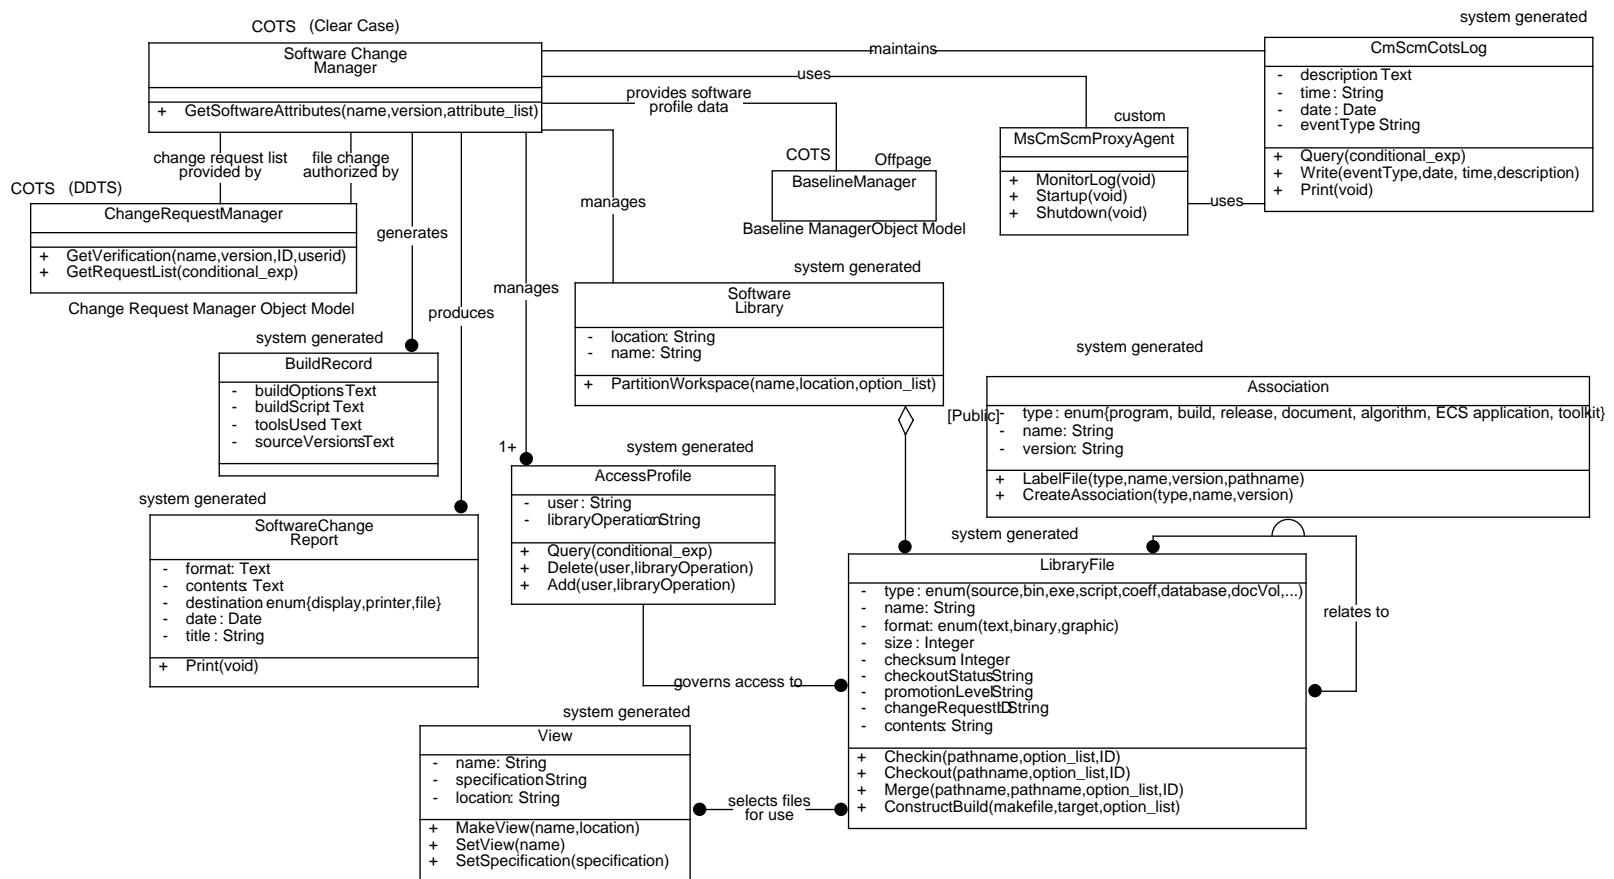 COTS (Clear Case)
Software Change
Manager
+ GetSoftwareAttributes(name,version,attribute_list)
maintains
uses
provides software
profile data
system generated
CmScmCotsLog
- description: Text
- time: String
- date: Date
- eventType: String
+ Query(conditional_exp)
+ Write(eventType,date, time,description)
+ Print(void)
custom
MsCmScmProxyAgent
+ MonitorLog(void)
+ Startup(void)
+ Shutdown(void)
uses
COTS
Offpage
BaselineManager
Baseline ManagerObject Model
change request list
provided by
file change
authorized by
COTS (DDTS)
ChangeRequestManager
+ GetVerification(name,version,ID,userid)
+ GetRequestList(conditional_exp)
Change Request Manager Object Model
generates
produces
manages
manages
system generated
Software
Library
- location: String
- name: String
+ PartitionWorkspace(name,location,option_list)
system generated
BuildRecord
- buildOptions: Text
- buildScript: Text
- toolsUsed: Text
- sourceVersions: Text
system generated
Association
[Public]
- type: enum{program, build, release, document, algorithm, ECS application, toolkit}
- name: String
- version: String
+ LabelFile(type,name,version,pathname)
+ CreateAssociation(type,name,version)
1+
system generated
AccessProfile
- user: String
- libraryOperation: String
+ Query(conditional_exp)
+ Delete(user,libraryOperation)
+ Add(user,libraryOperation)
system generated
SoftwareChange
Report
- format: Text
- contents: Text
- destination: enum{display,printer,file}
- date: Date
- title: String
+ Print(void)
system generated
LibraryFile
- type: enum(source,bin,exe,script,coeff,database,docVol,...)
- name: String
- format: enum(text,binary,graphic)
- size: Integer
- checksum: Integer
- checkoutStatus: String
- promotionLevel: String
- changeRequestID: String
- contents: String
+ Checkin(pathname,option_list,ID)
+ Checkout(pathname,option_list,ID)
+ Merge(pathname,pathname,option_list,ID)
+ ConstructBuild(makefile,target,option_list)
relates to
governs access to
system generated
View
- name: String
- specification: String
- location: String
+ MakeView(name,location)
+ SetView(name)
+ SetSpecification(specification)
selects files
for use